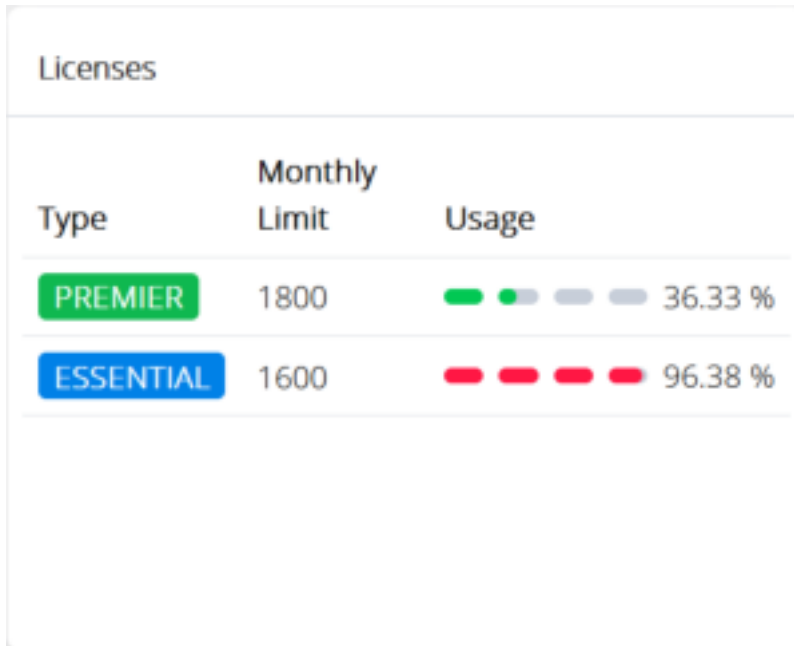 Licenses
Type Monthly Limit Usage
PREMIER 1800 36.33 %
ESSENTIAL 1600 96.38 %